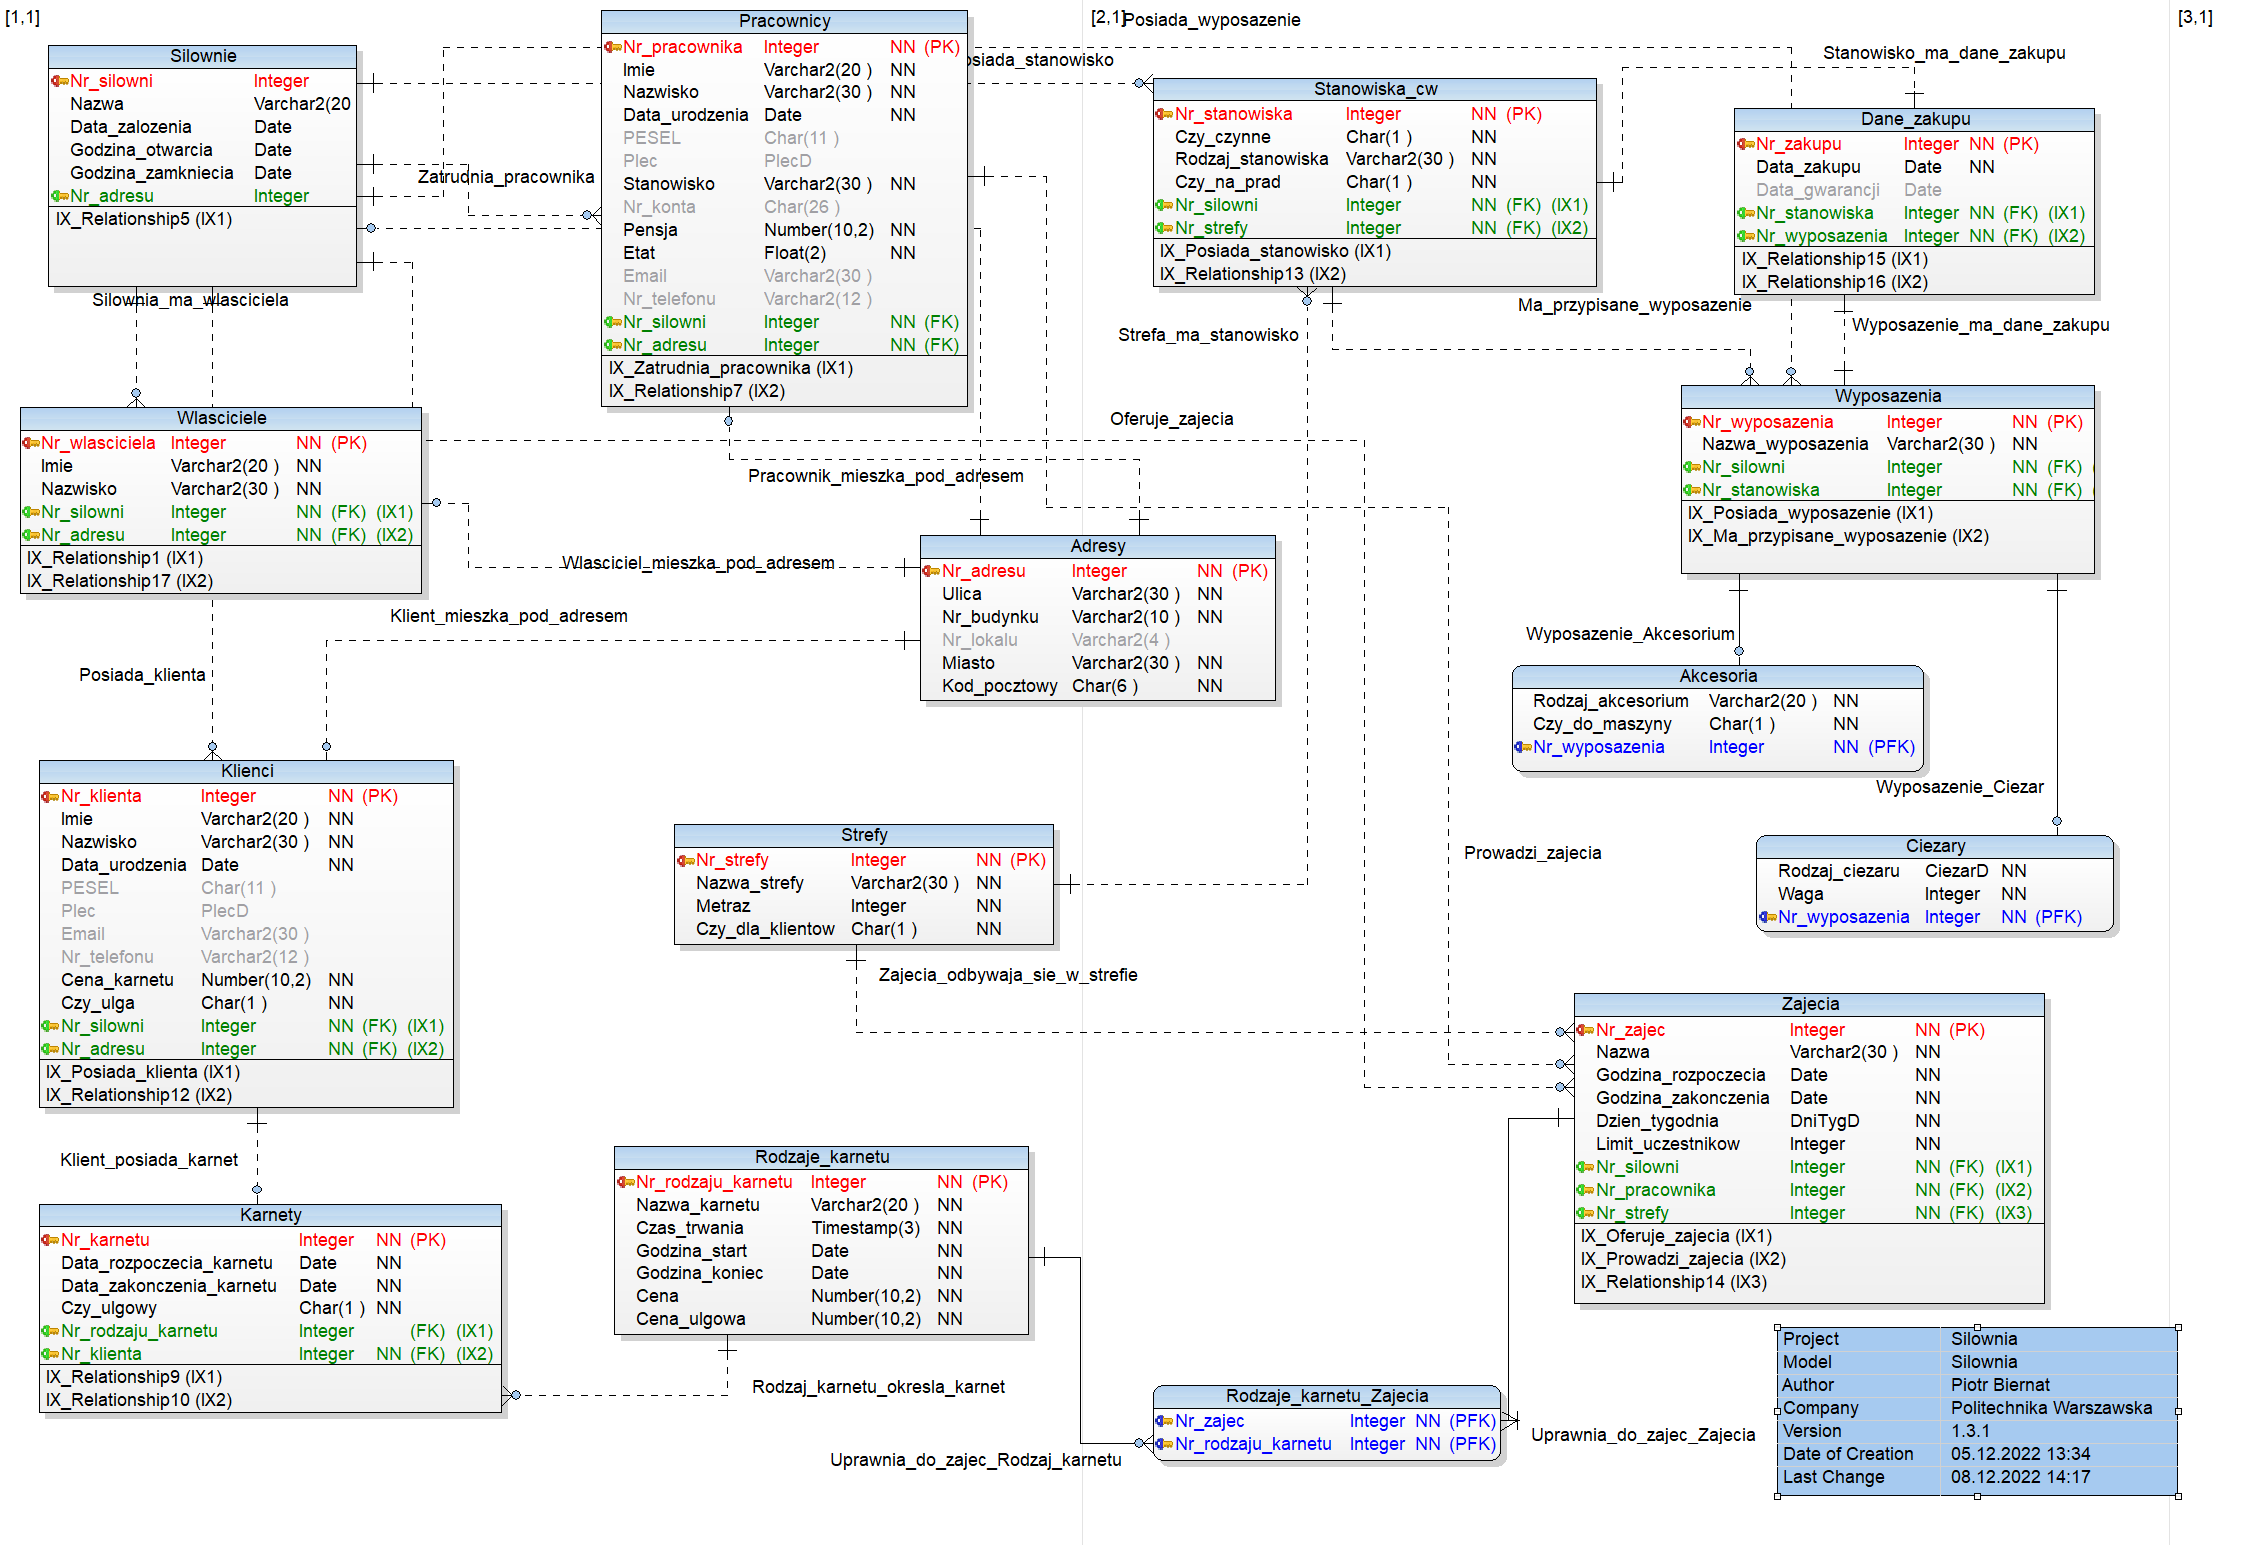 [1,1]
[2,1]
[3,1]
Posiada_wyposazenie
osiada_stanowisko
Stanowisko_ma_dane_zakupu
Silownie
Nr_silowni Integer
Nazwa Varchar2(20
Data_zalozenia Date
Godzina_otwarcia Date
Godzina_zamkniecia Date
Nr_adresu Integer
IX_Relationship5 (IX1)
Zatrudnia_pracownika
Silownia_ma_wlasciciela
Pracownicy
Nr_pracownika Integer NN (PK)
Imie Varchar2(20 ) NN
Nazwisko Varchar2(30 ) NN
Data_urodzenia Date NN
PESEL Char(11 )
Plec PlecD
Stanowisko Varchar2(30 ) NN
Nr_konta Char(26 )
Pensja Number(10,2) NN
Etat Float(2) NN
Email Varchar2(30 )
Nr_telefonu Varchar2(12 )
Nr_silowni Integer NN (FK)
Nr_adresu Integer NN (FK)
IX_Zatrudnia_pracownika (IX1)
IX_Relationship7 (IX2)
Stanowiska_cw
Nr_stanowiska Integer NN (PK)
Czy_czynne Char(1 ) NN
Rodzaj_stanowiska Varchar2(30 ) NN
Czy_na_prad Char(1 ) NN
Nr_silowni Integer NN (FK) (IX1)
Nr_strefy Integer NN (FK) (IX2)
IX_Posiada_stanowisko (IX1)
IX_Relationship13 (IX2)
Dane_zakupu
Nr_zakupu Integer NN (PK)
Data_zakupu Date NN
Data_gwarancji Date
Nr_stanowiska Integer NN (FK) (IX1)
Nr_wyposazenia Integer NN (FK) (IX2)
IX_Relationship15 (IX1)
IX_Relationship16 (IX2)
Ma_przypisane_wyposazenie
Wyposazenie_ma_dane_zakupu
Strefa_ma_stanowisko
Oferuje_zajecia
Wlasciciele
Nr_wlasciciela Integer NN (PK)
Imie Varchar2(20 ) NN
Nazwisko Varchar2(30 ) NN
Nr_silowni Integer NN (FK) (IX1)
Nr_adresu Integer NN (FK) (IX2)
IX_Relationship1 (IX1)
IX_Relationship17 (IX2)
Pracownik_mieszka_pod_adresem
Wlasciciel_mieszka_pod_adresem
Klient_mieszka_pod_adresem
Wyposazenia
Nr_wyposazenia Integer NN (PK)
Nazwa_wyposazenia Varchar2(30 ) NN
Nr_silowni Integer NN (FK)
Nr_stanowiska Integer NN (FK)
IX_Posiada_wyposazenie (IX1)
IX_Ma_przypisane_wyposazenie (IX2)
Adresy
Nr_adresu Integer NN (PK)
Ulica Varchar2(30 ) NN
Nr_budynku Varchar2(10 ) NN
Nr_lokalu Varchar2(4 )
Miasto Varchar2(30 ) NN
Kod_pocztowy Char(6 ) NN
Wyposazenie_Akcesorium
Akcesoria
Rodzaj_akcesorium Varchar2(20 ) NN
Czy_do_maszyny Char(1 ) NN
Nr_wyposazenia Integer NN (PFK)
Posiada_klienta
Wyposazenie_Ciezar
Klienci
Nr_klienta Integer NN (PK)
Imie Varchar2(20 ) NN
Nazwisko Varchar2(30 ) NN
Data_urodzenia Date NN
PESEL Char(11 )
Plec PlecD
Email Varchar2(30 )
Nr_telefonu Varchar2(12 )
Cena_karnetu Number(10,2) NN
Czy_ulga Char(1 ) NN
Nr_silowni Integer NN (FK) (IX1)
Nr_adresu Integer NN (FK) (IX2)
IX_Posiada_klienta (IX1)
IX_Relationship12 (IX2)
Strefy
Nr_strefy Integer NN (PK)
Nazwa_strefy Varchar2(30 ) NN
Metraz Integer NN
Czy_dla_klientow Char(1 ) NN
Zajecia_odbywaja_sie_w_strefie
Prowadzi_zajecia
Ciezary
Rodzaj_ciezaru CiezarD NN
Waga Integer NN
Nr_wyposazenia Integer NN (PFK)
Zajecia
Nr_zajec Integer NN (PK)
Nazwa Varchar2(30 ) NN
Godzina_rozpoczecia Date NN
Godzina_zakonczenia Date NN
Dzien_tygodnia DniTygD NN
Limit_uczestnikow Integer NN
Nr_silowni Integer NN (FK) (IX1)
Nr_pracownika Integer NN (FK) (IX2)
Nr_strefy Integer NN (FK) (IX3)
IX_Oferuje_zajecia (IX1)
IX_Prowadzi_zajecia (IX2)
IX_Relationship14 (IX3)
Klient_posiada_karnet
Karnety
Nr_karnetu Integer NN (PK)
Data_rozpoczecia_karnetu Date NN
Data_zakonczenia_karnetu Date NN
Czy_ulgowy Char(1 ) NN
Nr_rodzaju_karnetu Integer (FK) (IX1)
Nr_klienta Integer NN (FK) (IX2)
IX_Relationship9 (IX1)
IX_Relationship10 (IX2)
Rodzaje_karnetu
Nr_rodzaju_karnetu Integer NN (PK)
Nazwa_karnetu Varchar2(20 ) NN
Czas_trwania Timestamp(3) NN
Godzina_start Date NN
Godzina_koniec Date NN
Cena Number(10,2) NN
Cena_ulgowa Number(10,2) NN
Rodzaj_karnetu_okresla_karnet
Uprawnia_do_zajec_Rodzaj_karnetu
Rodzaje_karnetu_Zajecia
Nr_zajec Integer NN (PFK)
Nr_rodzaju_karnetu Integer NN (PFK)
Uprawnia_do_zajec_Zajecia
Project Silownia
Model Silownia
Author Piotr Biernat
Company Politechnika Warszawska
Version 1.3.1
Date of Creation 05.12.2022 13:34
Last Change 08.12.2022 14:17